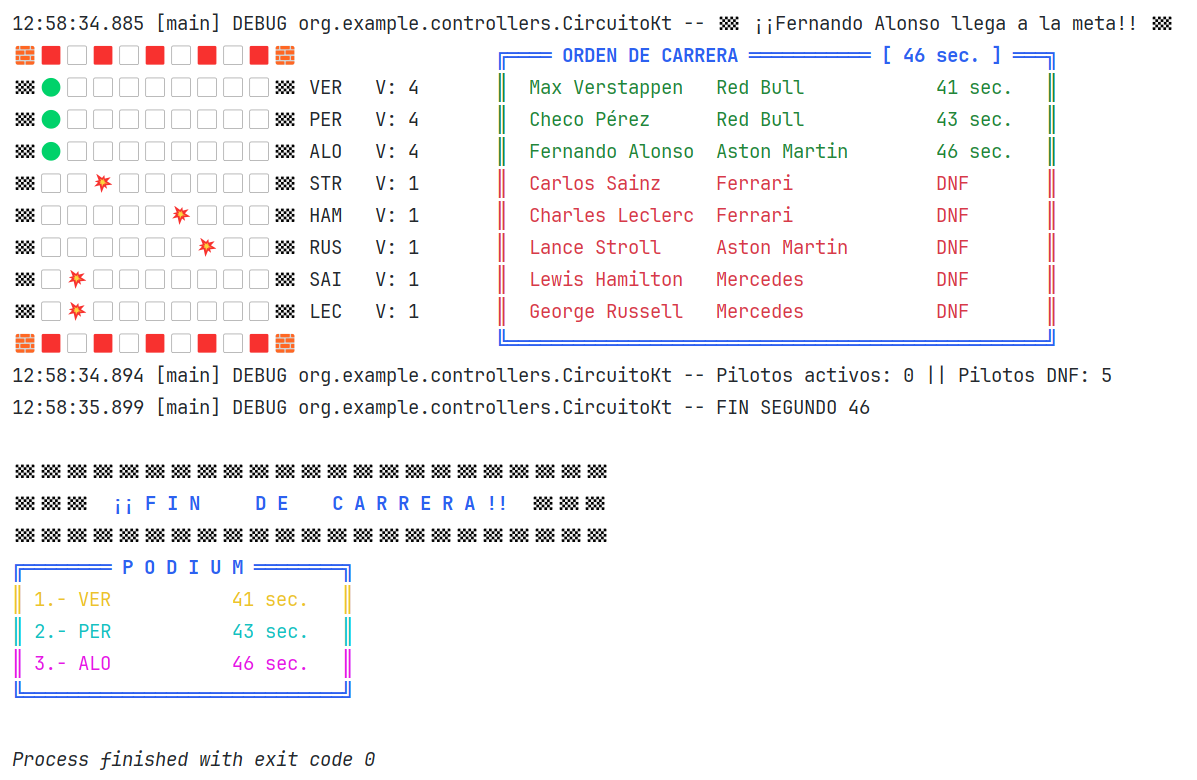 12:58:34.885 [main] DEBUG org.example.controllers.CircuitoKt -- ¡¡Fernando Alonso llega a la meta!!
ORDEN DE CARRERA [ 46 sec. ]
VER V: 4 Max Verstappen Red Bull 41 sec.
PER V: 4 Checo Pérez Red Bull 43 sec.
ALO V: 4 Fernando Alonso Aston Martin 46 sec.
STR V: 1 Carlos Sainz Ferrari DNF
HAM V: 1 Charles Leclerc Ferrari DNF
RUS V: 1 Lance Stroll Aston Martin DNF
SAI V: 1 Lewis Hamilton Mercedes DNF
LEC V: 1 George Russell Mercedes DNF
12:58:34.894 [main] DEBUG org.example.controllers.CircuitoKt -- Pilotos activos: 0 || Pilotos DNF: 5
12:58:35.899 [main] DEBUG org.example.controllers.CircuitoKt -- FIN SEGUNDO 46
¡¡ F I N D E C A R R E R A !!
P O D I U M
1.- VER 41 sec.
2.- PER 43 sec.
3.- ALO 46 sec.
Process finished with exit code 0